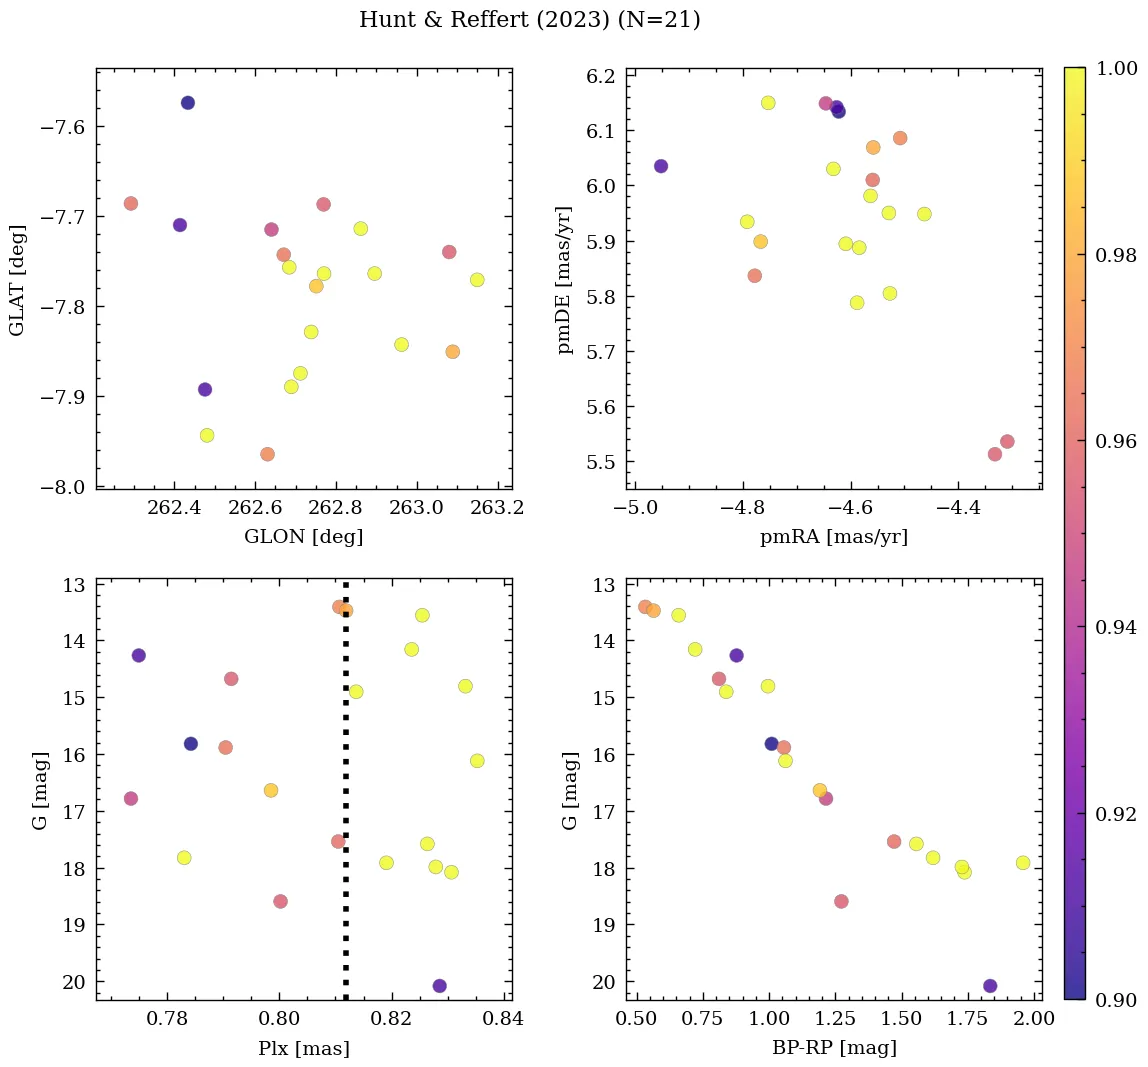 Hunt & Reffert (2023) (N=21)
−7.6
−7.7
−7.8
−7.9
−8.0
GLAT [deg]
262.4 262.6 262.8 263.0 263.2
GLON [deg]
6.2
6.1
6.0
5.9
5.8
5.7
5.6
5.5
pmDE [mas/yr]
−5.0 −4.8 −4.6 −4.4
pmRA [mas/yr]
13
14
15
16
17
18
19
20
G [mag]
0.78 0.80 0.82 0.84
Plx [mas]
13
14
15
16
17
18
19
20
G [mag]
0.50 0.75 1.00 1.25 1.50 1.75 2.00
BP-RP [mag]
1.00
0.98
0.96
0.94
0.92
0.90